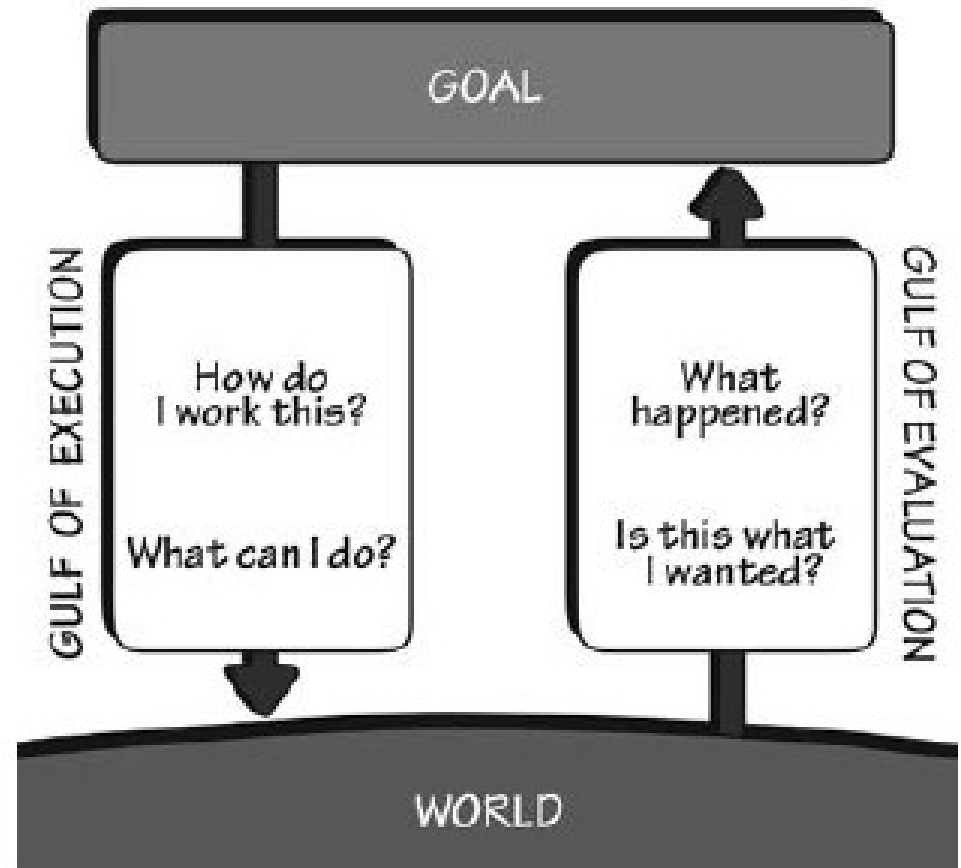 GOAL
GULF OF EXECUTION
How do
I work this?
What can I do?
What
happened?
Is this what
I wanted?
GULF OF EVALUATION
WORLD